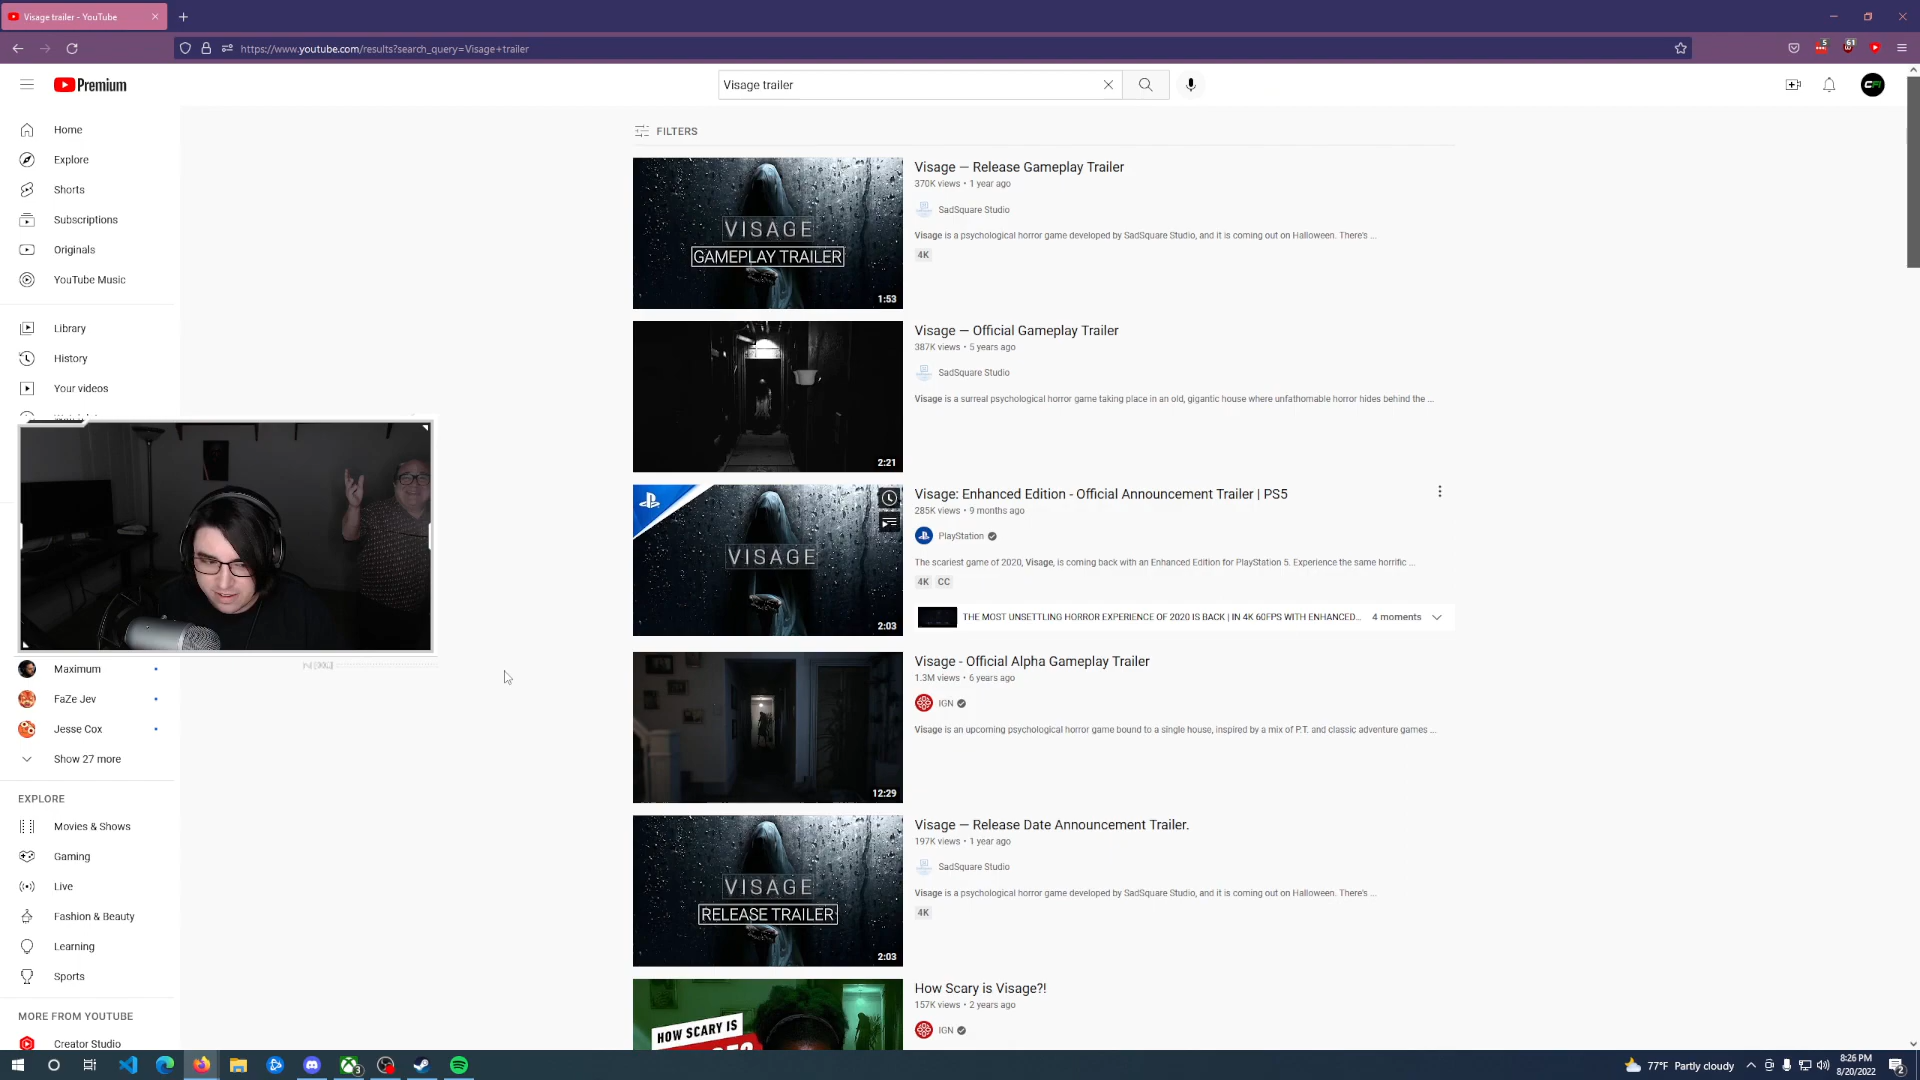 Visage trailer - YouTube
https://www.youtube.com/results?search_query=Visage+trailer
5
61
Premium
Visage trailer
CFI
Home
Explore
Shorts
Subscriptions
Originals
YouTube Music
Library
History
Your videos
Maximum
FaZe Jev
Jesse Cox
Show 27 more
EXPLORE
Movies & Shows
Gaming
Live
Fashion & Beauty
Learning
Sports
MORE FROM YOUTUBE
Creator Studio
FILTERS
VISAGE
GAMEPLAY TRAILER
1:53
Visage — Release Gameplay Trailer
370K views • 1 year ago
SadSquare Studio
Visage is a psychological horror game developed by SadSquare Studio, and it is coming out on Halloween. There's ...
4K
2:21
Visage — Official Gameplay Trailer
387K views • 5 years ago
SadSquare Studio
Visage is a surreal psychological horror game taking place in an old, gigantic house where unfathomable horror hides behind the ...
VISAGE
2:03
Visage: Enhanced Edition - Official Announcement Trailer | PS5
285K views • 9 months ago
PlayStation
The scariest game of 2020, Visage, is coming back with an Enhanced Edition for PlayStation 5. Experience the same horrific ...
4K CC
THE MOST UNSETTLING HORROR EXPERIENCE OF 2020 IS BACK | IN 4K 60FPS WITH ENHANCED... 4 moments
12:29
Visage - Official Alpha Gameplay Trailer
1.3M views • 6 years ago
IGN
Visage is an upcoming psychological horror game bound to a single house, inspired by a mix of P.T. and classic adventure games ...
VISAGE
RELEASE TRAILER
2:03
Visage — Release Date Announcement Trailer.
197K views • 1 year ago
SadSquare Studio
Visage is a psychological horror game developed by SadSquare Studio, and it is coming out on Halloween. There's ...
4K
HOW SCARY IS
How Scary is Visage?!
157K views • 2 years ago
IGN
3
77°F Partly cloudy
8:26 PM
8/20/2022
2